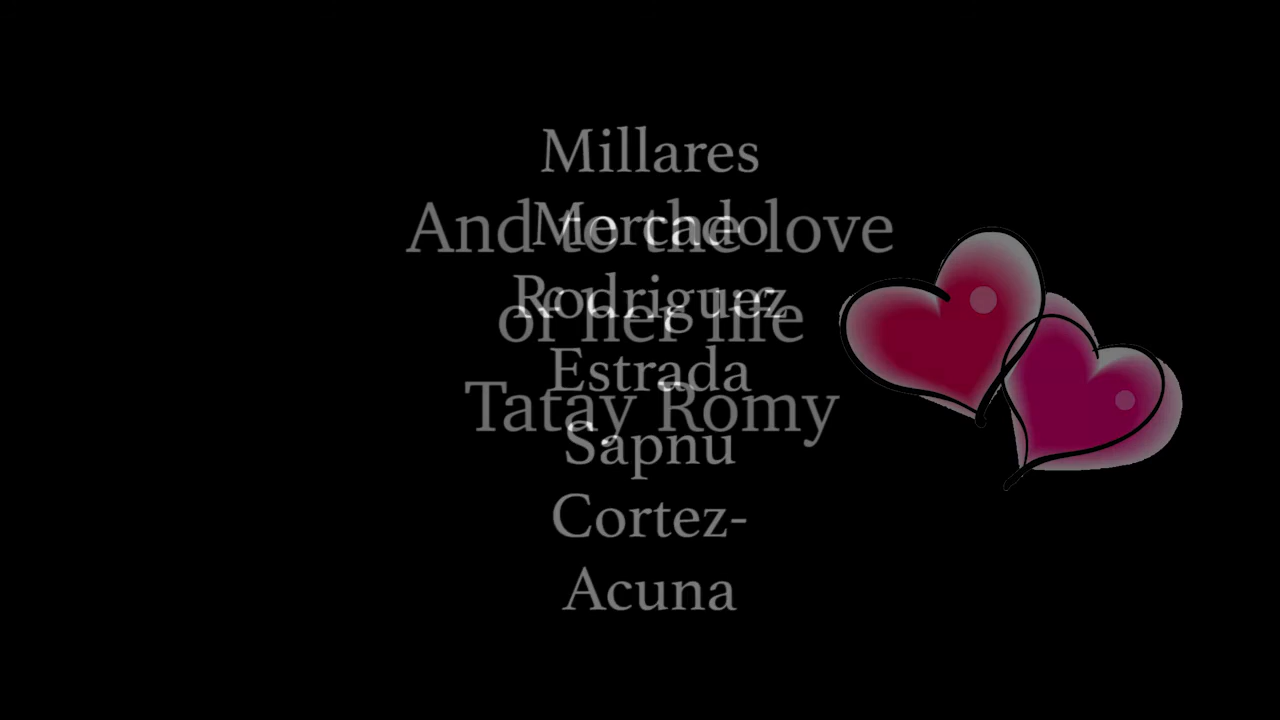 Millares
Mercado
Rodriguez
Estrada
Sapnu
Cortez-
Acuna
And to the love
of her life
Tatay Romy